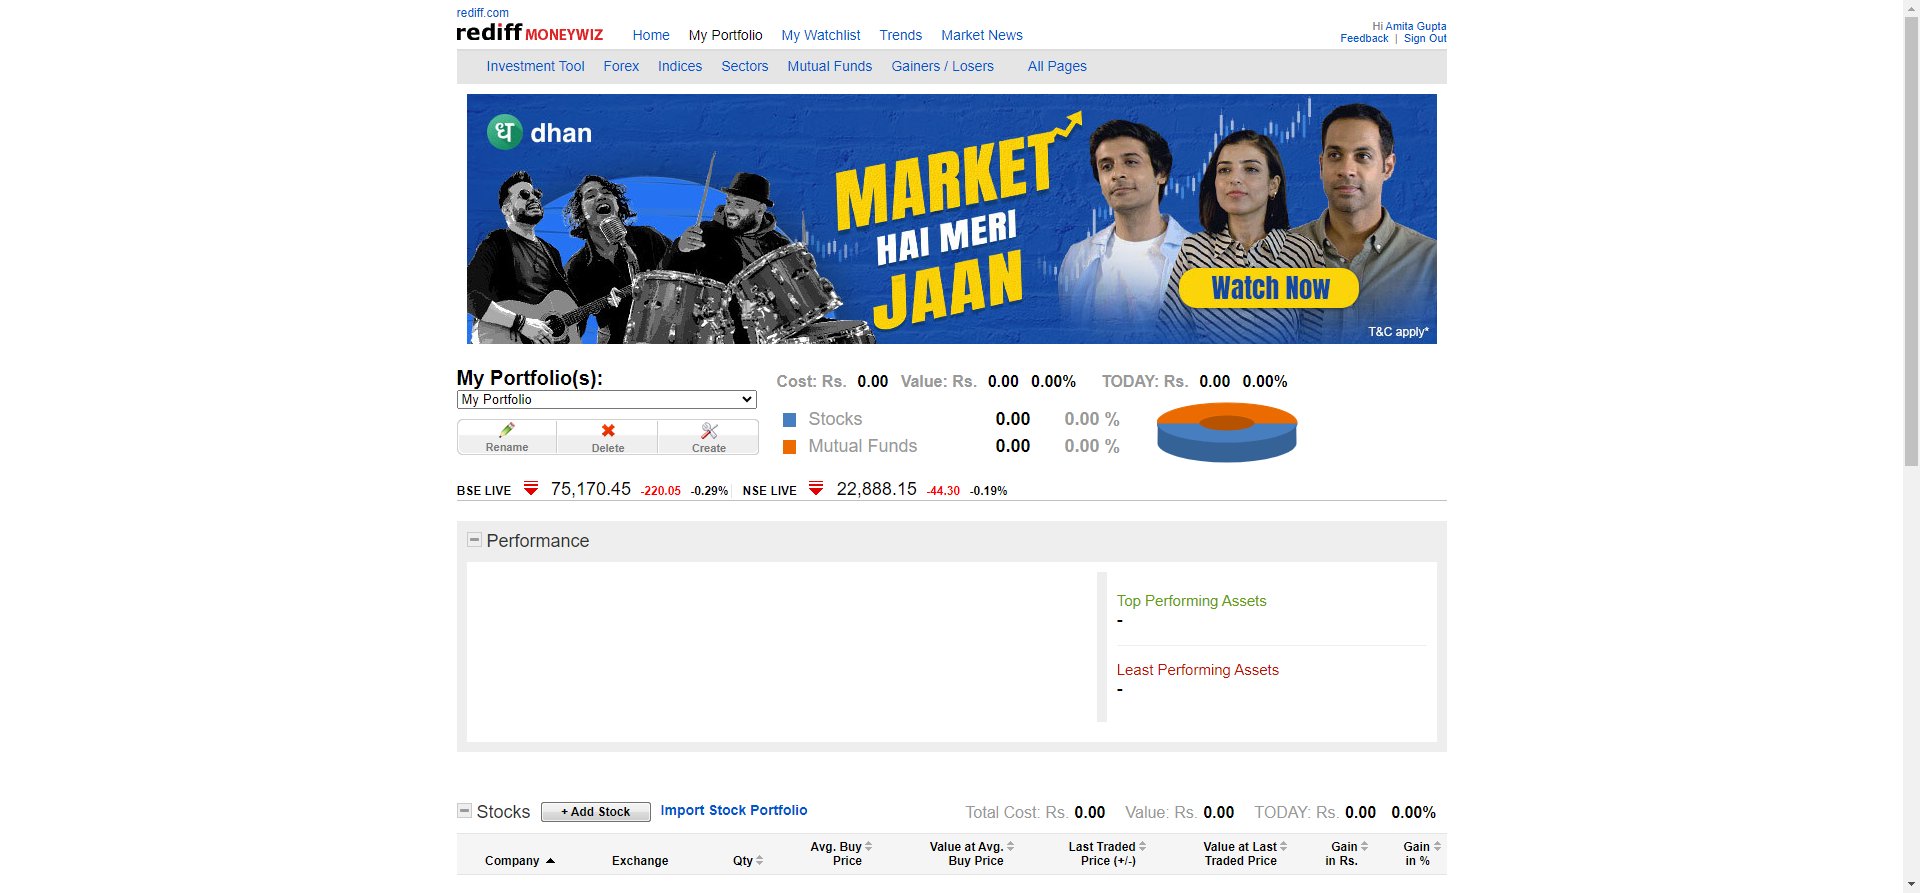 rediff.com
rediff MONEYWIZ Home My Portfolio My Watchlist Trends Market News
Hi Amita Gupta
Feedback | Sign Out
Investment Tool Forex Indices Sectors Mutual Funds Gainers / Losers All Pages
ध dhan
MARKET
HAI MERI
JAAN
Watch Now
T&C apply*
My Portfolio(s):
My Portfolio
Rename Delete Create
Cost: Rs. 0.00 Value: Rs. 0.00 0.00% TODAY: Rs. 0.00 0.00%
Stocks 0.00 0.00 %
Mutual Funds 0.00 0.00 %
BSE LIVE 75,170.45 -220.05 -0.29% NSE LIVE 22,888.15 -44.30 -0.19%
Performance
Top Performing Assets
-
Least Performing Assets
-
Stocks + Add Stock Import Stock Portfolio Total Cost: Rs. 0.00 Value: Rs. 0.00 TODAY: Rs. 0.00 0.00%
Company Exchange Qty Avg. Buy Price Value at Avg. Buy Price Last Traded Price (+/-) Value at Last Traded Price Gain in Rs. Gain in %